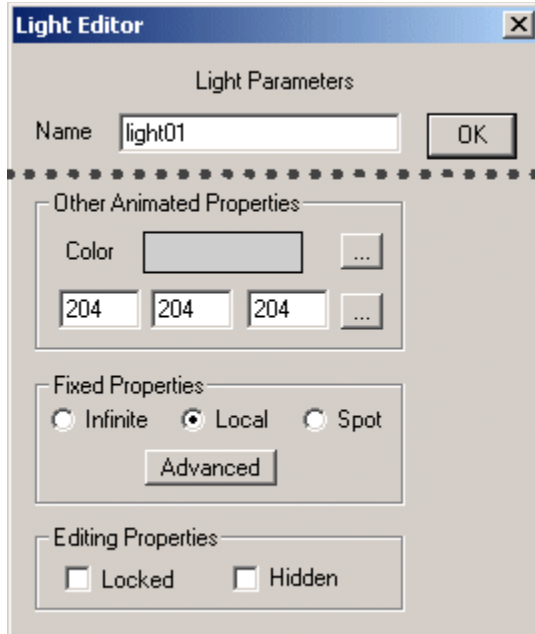 Light Editor
Light Parameters
Name light01 OK
Other Animated Properties
Color ...
204 204 204 ...
Fixed Properties
Infinite Local Spot
Advanced
Editing Properties
Locked Hidden